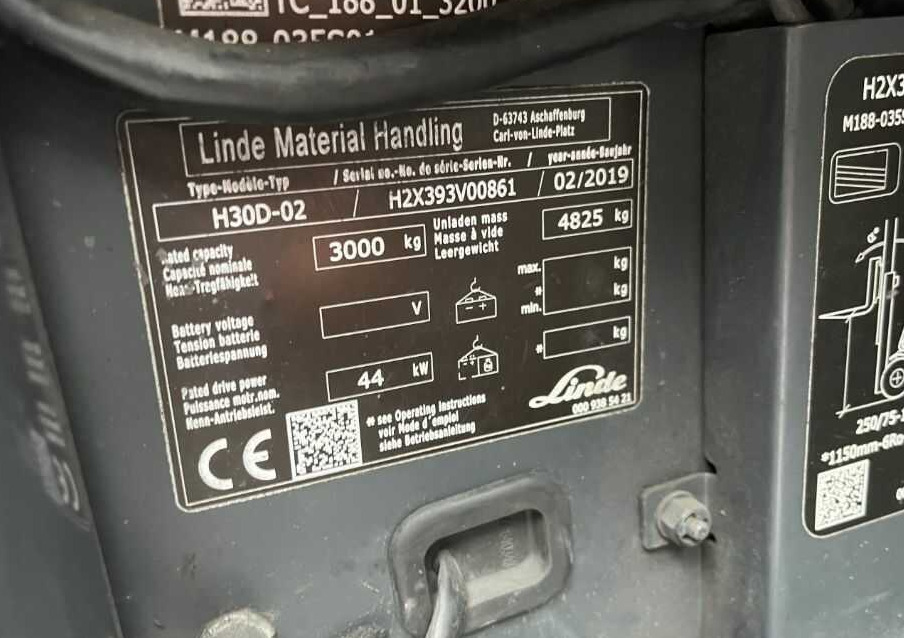 TC_188_01_3200
M188-035S01
Linde Material Handling
D-63743 Aschaffenburg
Carl-von-Linde-Platz
Type-Modèle-Typ / Serial no.-No. de série-Serien-Nr. / year-année-Baujahr
H30D-02 / H2X393V00861 / 02/2019
Rated capacity
Capacité nominale
Nenn-Tragfähigkeit
3000 kg
Unladen mass
Masse à vide
Leergewicht
4825 kg
Battery voltage
Tension batterie
Batteriespannung
V
max. kg
*
min. kg
Rated drive power
Puissance motr.nom.
Nenn-Antriebsleist.
44 kW
* kg
* see Operating Instructions
voir Mode d'emploi
siehe Betriebsanleitung
Linde
000 938 54 21
CE
H2X3
M188-035S
250/75-1
*1150mm-6Ro